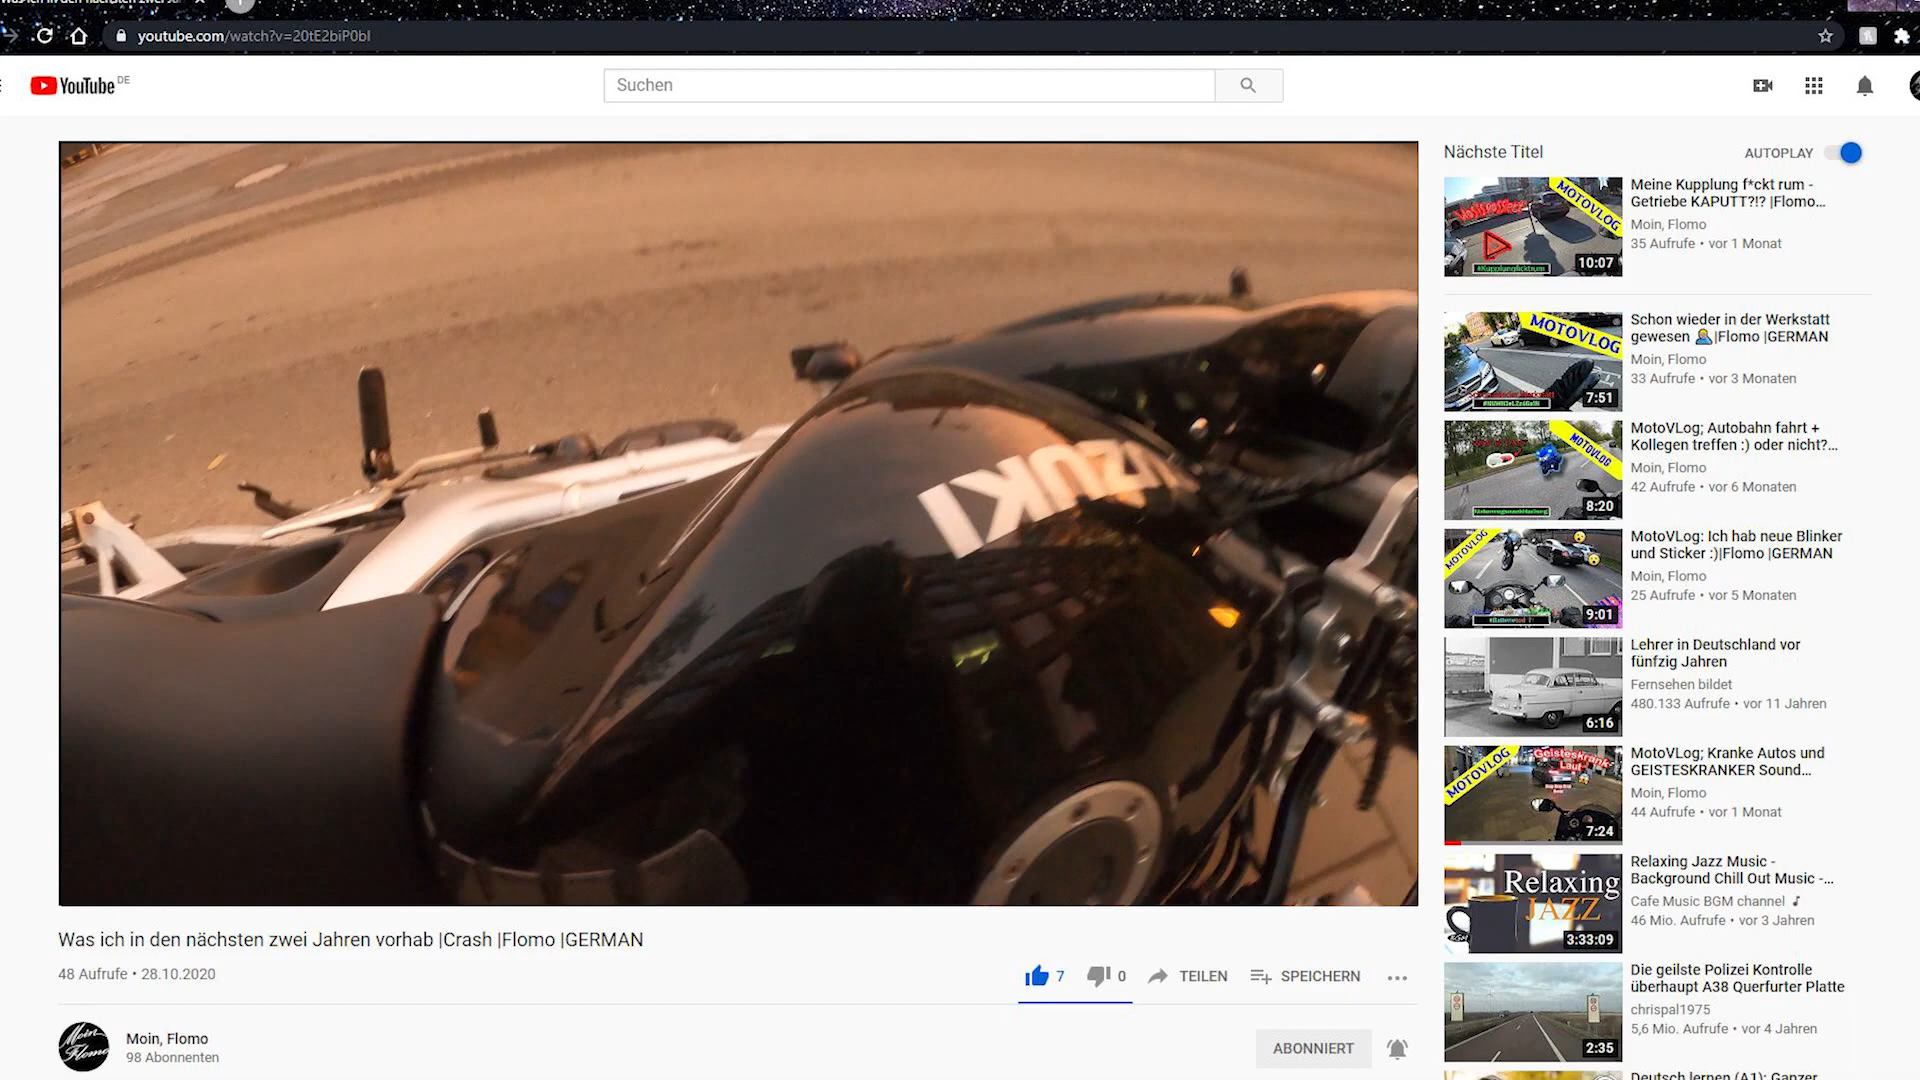 youtube.com/watch?v=20tE2biP0bI
YouTube DE
Suchen
SUZUKI
Was ich in den nächsten zwei Jahren vorhab |Crash |Flomo |GERMAN
48 Aufrufe • 28.10.2020
7
0
TEILEN
SPEICHERN
Moin, Flomo
98 Abonnenten
ABONNIERT
Nächste Titel
AUTOPLAY
MOTOVLOG
10:07
Meine Kupplung f*ckt rum -
Getriebe KAPUTT?!? |Flomo...
Moin, Flomo
35 Aufrufe • vor 1 Monat
MOTOVLOG
7:51
Schon wieder in der Werkstatt
gewesen 🤦|Flomo |GERMAN
Moin, Flomo
33 Aufrufe • vor 3 Monaten
MOTOVLOG
8:20
MotoVLog; Autobahn fahrt +
Kollegen treffen :) oder nicht?...
Moin, Flomo
42 Aufrufe • vor 6 Monaten
MOTOVLOG
9:01
MotoVLog: Ich hab neue Blinker
und Sticker :)|Flomo |GERMAN
Moin, Flomo
25 Aufrufe • vor 5 Monaten
6:16
Lehrer in Deutschland vor
fünfzig Jahren
Fernsehen bildet
480.133 Aufrufe • vor 11 Jahren
MOTOVLOG
Geisteskrank
Laut
7:24
MotoVLog; Kranke Autos und
GEISTESKRANKER Sound...
Moin, Flomo
44 Aufrufe • vor 1 Monat
Relaxing
JAZZ
3:33:09
Relaxing Jazz Music -
Background Chill Out Music -...
Cafe Music BGM channel ♪
46 Mio. Aufrufe • vor 3 Jahren
2:35
Die geilste Polizei Kontrolle
überhaupt A38 Querfurter Platte
chrispal1975
5,6 Mio. Aufrufe • vor 4 Jahren
Deutsch lernen (A1): Ganzer